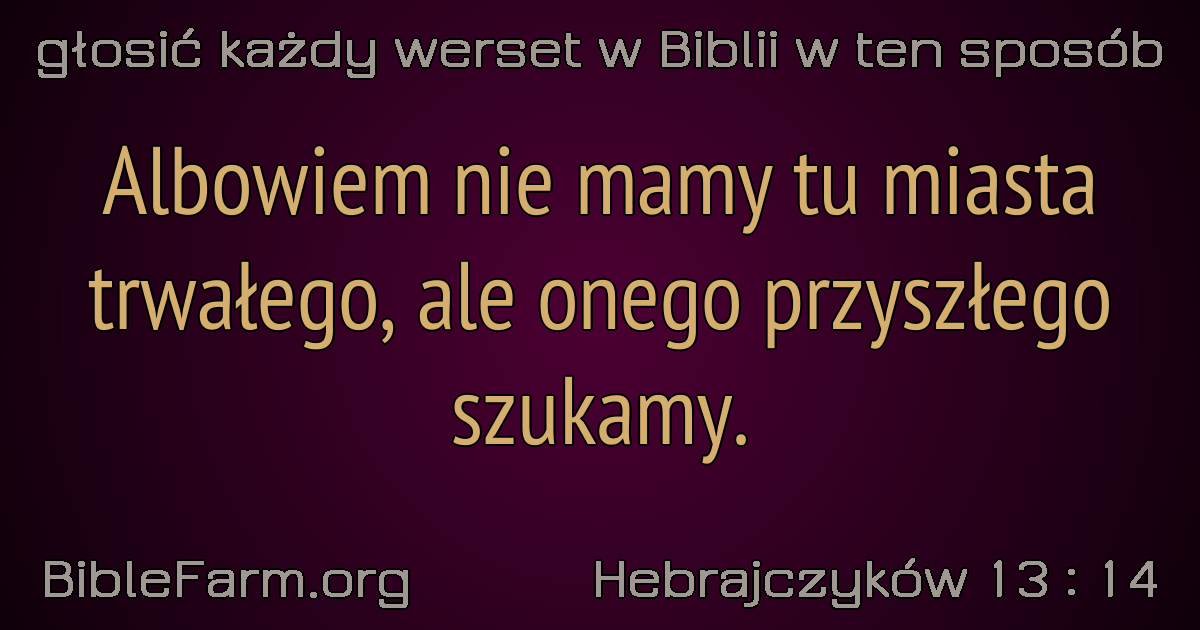 głosić każdy werset w Biblii w ten sposób
Albowiem nie mamy tu miasta
trwałego, ale onego przyszłego
szukamy.
BibleFarm.org
Hebrajczyków 13 : 14